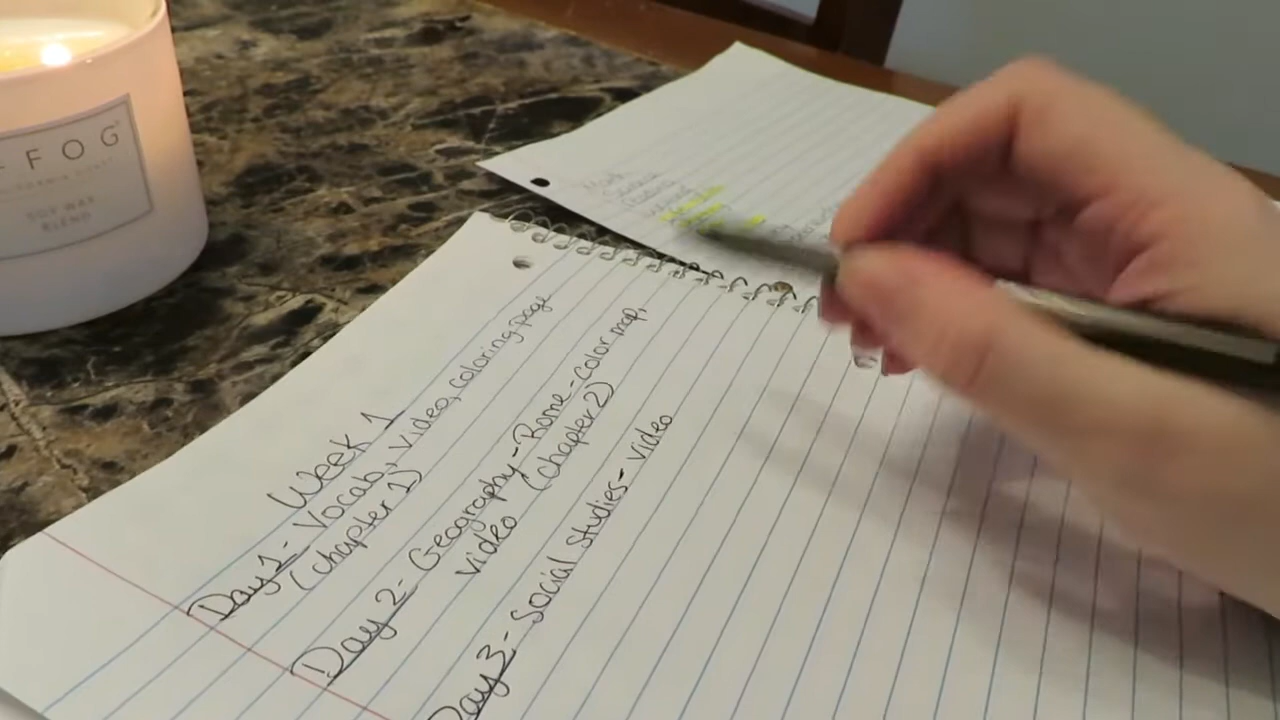 FOG
SOY WAX
BLEND
Week 1
Day 1 - Vocab, video, coloring page
(chapter 1)
Day 2 - Geography - Rome - color map,
video (chapter 2)
Day 3 - Social Studies - video